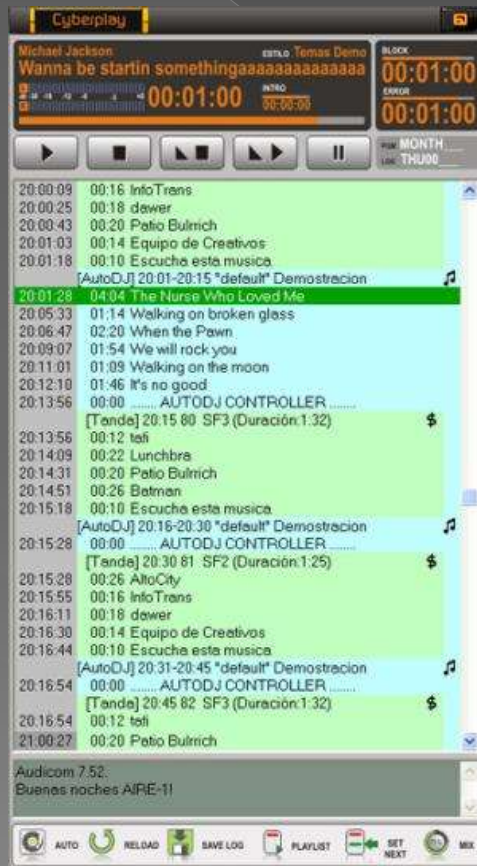 Cyberplay
Michael Jackson ESTILO Temas Demo
Wanna be startin somethingaaaaaaaaaaaaaa
00:01:00 INTRO 00:00:00
BLOCK
00:01:00
ERROR
00:01:00
MONTH
LOG THU00
20:00:09 00:16 InfoTrans
20:00:25 00:18 dawer
20:00:43 00:20 Patio Bulrrich
20:01:03 00:14 Equipo de Creativos
20:01:18 00:10 Escucha esta musica
[AutoDJ] 20:01-20:15 "default" Demostracion
20:01:28 04:04 The Nurse Who Loved Me
20:05:33 01:14 Walking on broken glass
20:06:47 02:20 When the Pawn
20:09:07 01:54 We will rock you
20:11:01 01:09 Walking on the moon
20:12:10 01:46 It's no good
20:13:56 00:00 ....... AUTODJ CONTROLLER .......
[Tanda] 20:15 80 SF3 (Duración:1:32) $
20:13:56 00:12 tafi
20:14:09 00:22 Lunchbra
20:14:31 00:20 Patio Bulrrich
20:14:51 00:26 Batman
20:15:18 00:10 Escucha esta musica
[AutoDJ] 20:16-20:30 "default" Demostracion
20:15:28 00:00 ....... AUTODJ CONTROLLER .......
[Tanda] 20:30 81 SF2 (Duración:1:25) $
20:15:28 00:26 AltoCity
20:15:55 00:16 InfoTrans
20:16:11 00:18 dawer
20:16:30 00:14 Equipo de Creativos
20:16:44 00:10 Escucha esta musica
[AutoDJ] 20:31-20:45 "default" Demostracion
20:16:54 00:00 ....... AUTODJ CONTROLLER .......
[Tanda] 20:45 82 SF3 (Duración:1:32) $
20:16:54 00:12 tafi
21:00:27 00:20 Patio Bulrrich
Audicom 7.52.
Buenas noches AIRE-1!
AUTO RELOAD SAVE LOG PLAYLIST SET NEXT MIX